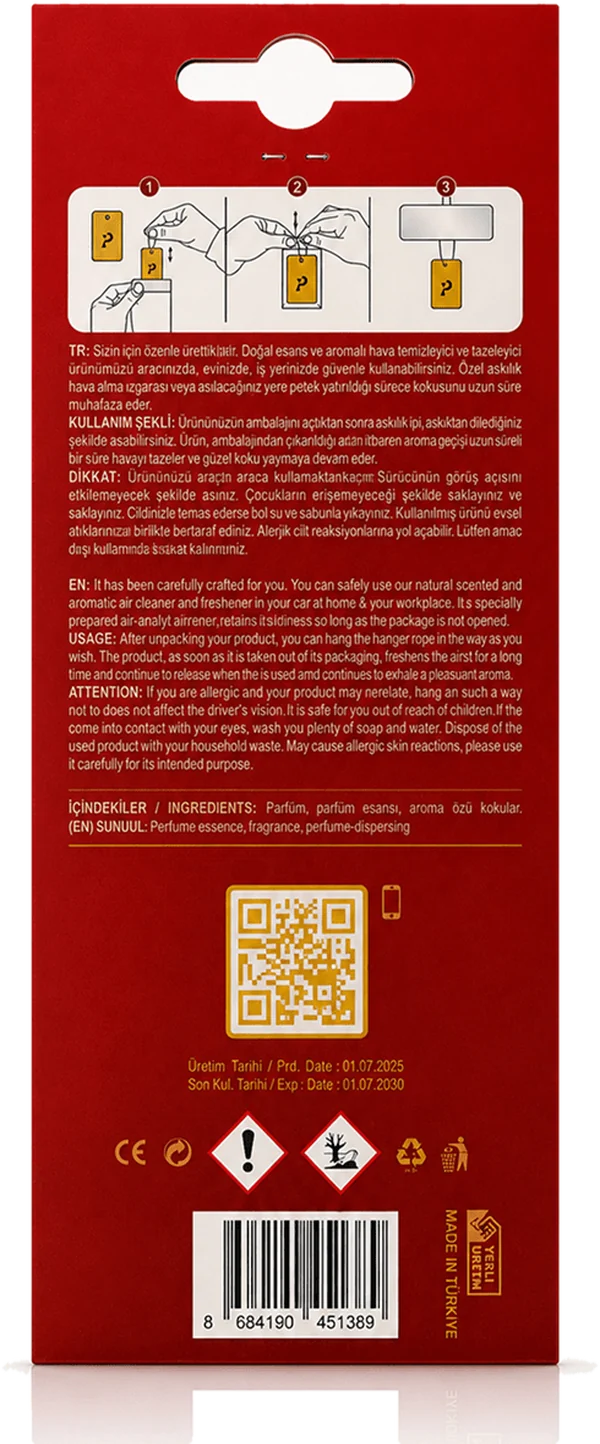 1 2 3
TR: Sizin için özenle Doğal esans ve aromalı hava temizleyici ve tazeleyici
ürünümüzü aracınızda, evinizde, iş yerinizde güvenle kullanabilirsiniz. Özel askılık
hava alma ızgarası veya asılacağınız yere petek yatırıldığı sürece kokusunu uzun süre
muhafaza eder.
KULLANIM ŞEKLİ: Ürününüzün ambalajını açtıktan sonra askılık ipi, askıktan dilediğiniz
şekilde asabilirsiniz. Ürün, ambalajından çıkarıldığı itbaren aroma geçişi uzun süreli
bir süre havayı tazeler ve güzel koku yaymaya devam eder.
DİKKAT: Ürününüzü araçtn araca Sürücünün görüş açısını
etkilemeyecek şekilde asınız. Çocukların erişemeyeceği şekilde saklayınız ve
saklayınız. Cildinizle temas ederse bol su ve sabunla yıkayınız. Kullanılmış ürünü evsel
birlikte bertaraf ediniz. Alerjik cilt reaksiyonlarına yol açabilir. Lütfen amac
dışı
EN: It has been carefully crafted for you. You can safely use our natural scented and
aromatic air cleaner and freshener in your car at home & your workplace. Its specially
prepared air-analyt airrener, retains itsidiness so long as the package is not opened.
USAGE: After unpacking your product, you can hang the hanger rope in the way as you
wish. The product, as soon as it is taken out of its packaging, freshens the airst for a long
time and continue to release when the is used amd continues to exhale a pleasuant aroma.
ATTENTION: If you are allergic and your product may nerelate, hang an such a way
not to does not affect the driver's vision. It is safe for you out of reach of children. If the
come into contact with your eyes, wash you plenty of soap and water. Dispose of the
used product with your household waste. May cause allergic skin reactions, please use
it carefully for its intended purpose.
İÇİNDEKİLER / INGREDIENTS: Parfüm, parfüm esansı, aroma özü kokular.
(EN) SUNUUL: Perfume essence, fragrance, perfume-dispersing
Üretim Tarihi / Prd. Date : 01.07.2025
Son Kul. Tarihi / Exp : Date : 01.07.2030
CE
YERLİ
ÜRETM
MADE IN TÜRKİYE
8 684190 451389